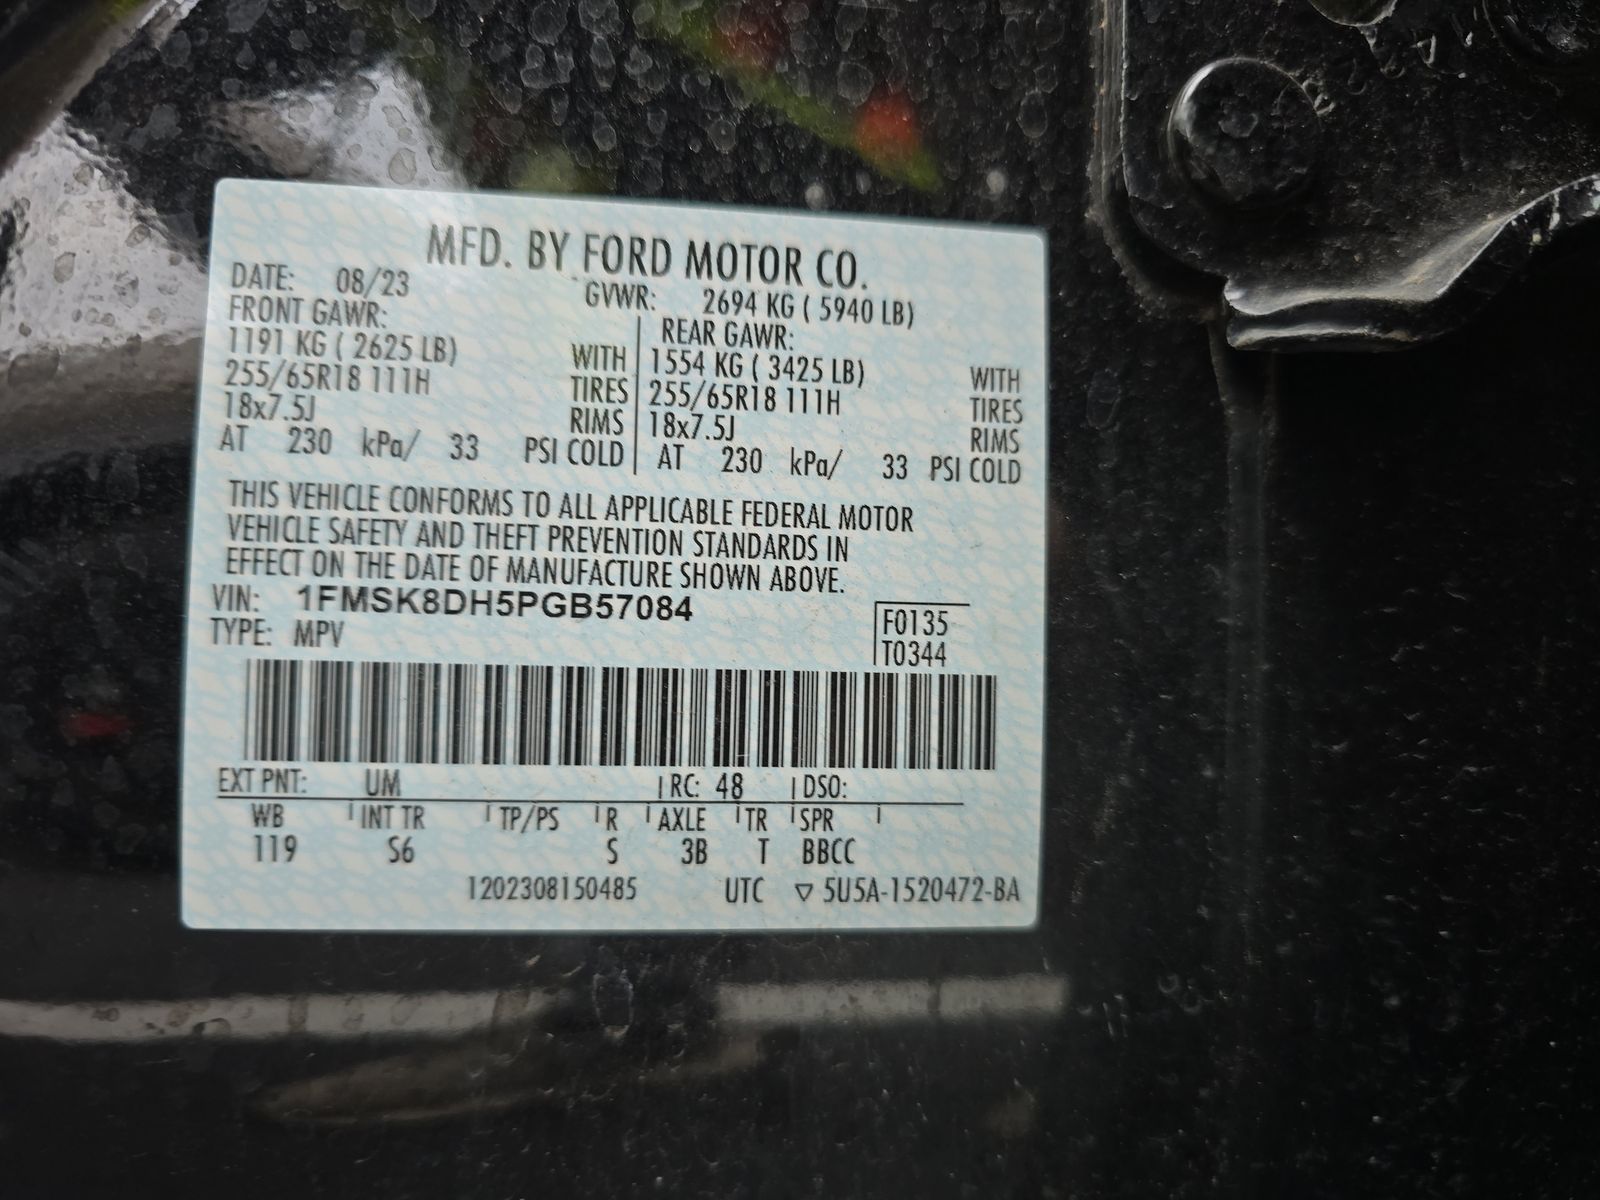 MFD. BY FORD MOTOR CO.
DATE: 08/23 GVWR: 2694 KG ( 5940 LB)
FRONT GAWR: REAR GAWR:
1191 KG ( 2625 LB) WITH 1554 KG ( 3425 LB) WITH
255/65R18 111H TIRES 255/65R18 111H TIRES
18x7.5J RIMS 18x7.5J RIMS
AT 230 kPa/ 33 PSI COLD AT 230 kPa/ 33 PSI COLD
THIS VEHICLE CONFORMS TO ALL APPLICABLE FEDERAL MOTOR
VEHICLE SAFETY AND THEFT PREVENTION STANDARDS IN
EFFECT ON THE DATE OF MANUFACTURE SHOWN ABOVE.
VIN: 1FMSK8DH5PGB57084 F0135
TYPE: MPV T0344
EXT PNT: UM RC: 48 DSO:
WB INT TR TP/PS R AXLE TR SPR
119 S6 S 3B T BBCC
1202308150485 UTC ▽ 5U5A-1520472-BA